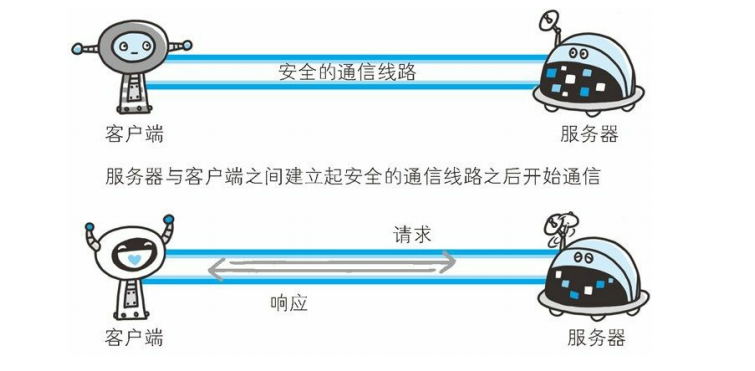 安全的通信线路
客户端
服务器
服务器与客户端之间建立起安全的通信线路之后开始通信
请求
响应
客户端
服务器